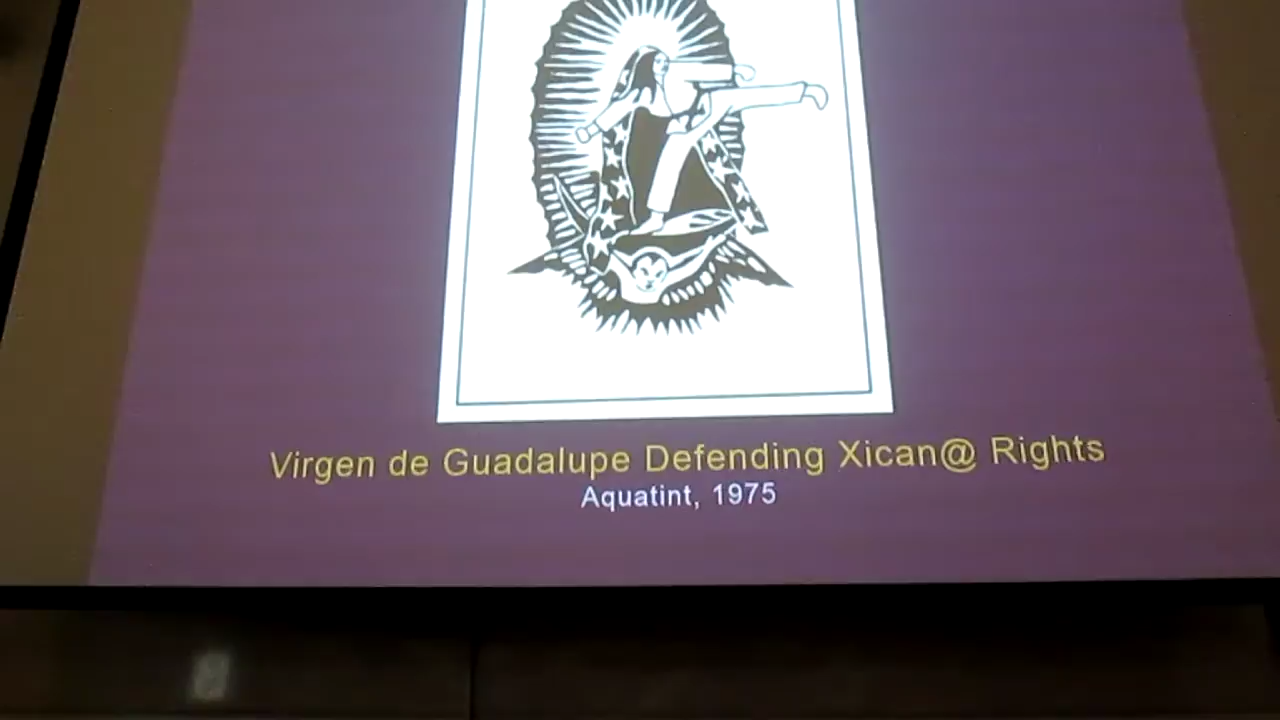 Virgen de Guadalupe Defending Xican@ Rights
Aquatint, 1975